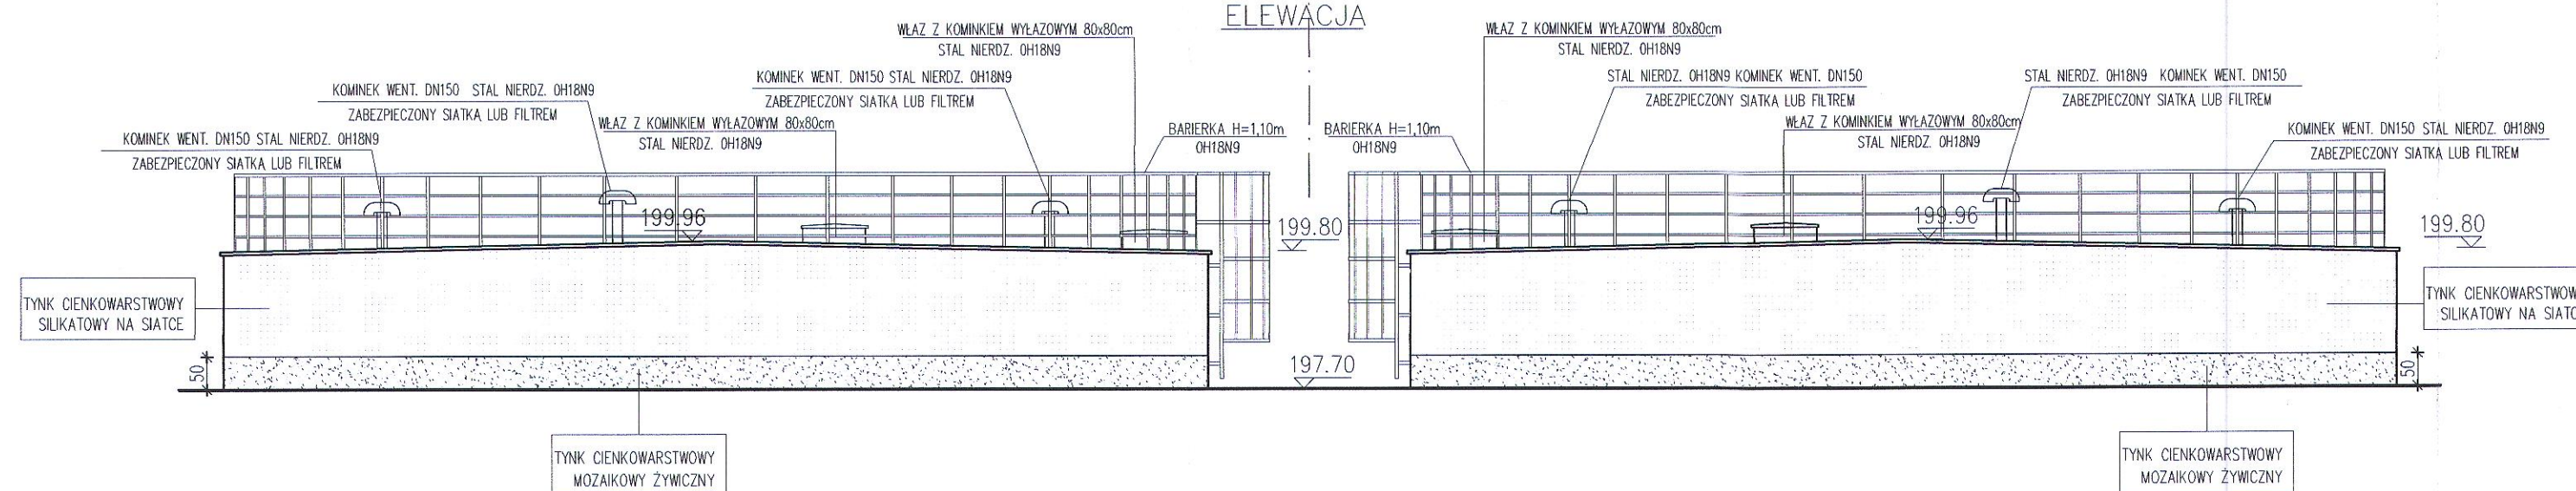 ELEWACJA
WŁAZ Z KOMINKIEM WYŁAZOWYM 80x80cm
STAL NIERDZ. 0H18N9
KOMINEK WENT. DN150 STAL NIERDZ. 0H18N9
ZABEZPIECZONY SIATKA LUB FILTREM
KOMINEK WENT. DN150 STAL NIERDZ. 0H18N9
ZABEZPIECZONY SIATKĄ LUB FILTREM
WŁAZ Z KOMINKIEM WYŁAZOWYM 80x80cm
STAL NIERDZ. 0H18N9
KOMINEK WENT. DN150 STAL NIERDZ. 0H18N9
ZABEZPIECZONY SIATKĄ LUB FILTREM
BARIERKA H=1,10m
0H18N9
199.96
TYNK CIENKOWARSTWOWY
SILIKATOWY NA SIATCE
50
TYNK CIENKOWARSTWOWY
MOZAIKOWY ŻYWICZNY
199.80
197.70
WŁAZ Z KOMINKIEM WYŁAZOWYM 80x80cm
STAL NIERDZ. 0H18N9
STAL NIERDZ. 0H18N9 KOMINEK WENT. DN150
ZABEZPIECZONY SIATKĄ LUB FILTREM
STAL NIERDZ. 0H18N9 KOMINEK WENT. DN150
ZABEZPIECZONY SIATKĄ LUB FILTREM
BARIERKA H=1,10m
0H18N9
WŁAZ Z KOMINKIEM WYŁAZOWYM 80x80cm
STAL NIERDZ. 0H18N9
KOMINEK WENT. DN150 STAL NIERDZ. 0H18N9
ZABEZPIECZONY SIATKĄ LUB FILTREM
199.96
199.80
TYNK CIENKOWARSTWOW
SILIKATOWY NA SIATC
50
TYNK CIENKOWARSTWOWY
MOZAIKOWY ŻYWICZNY